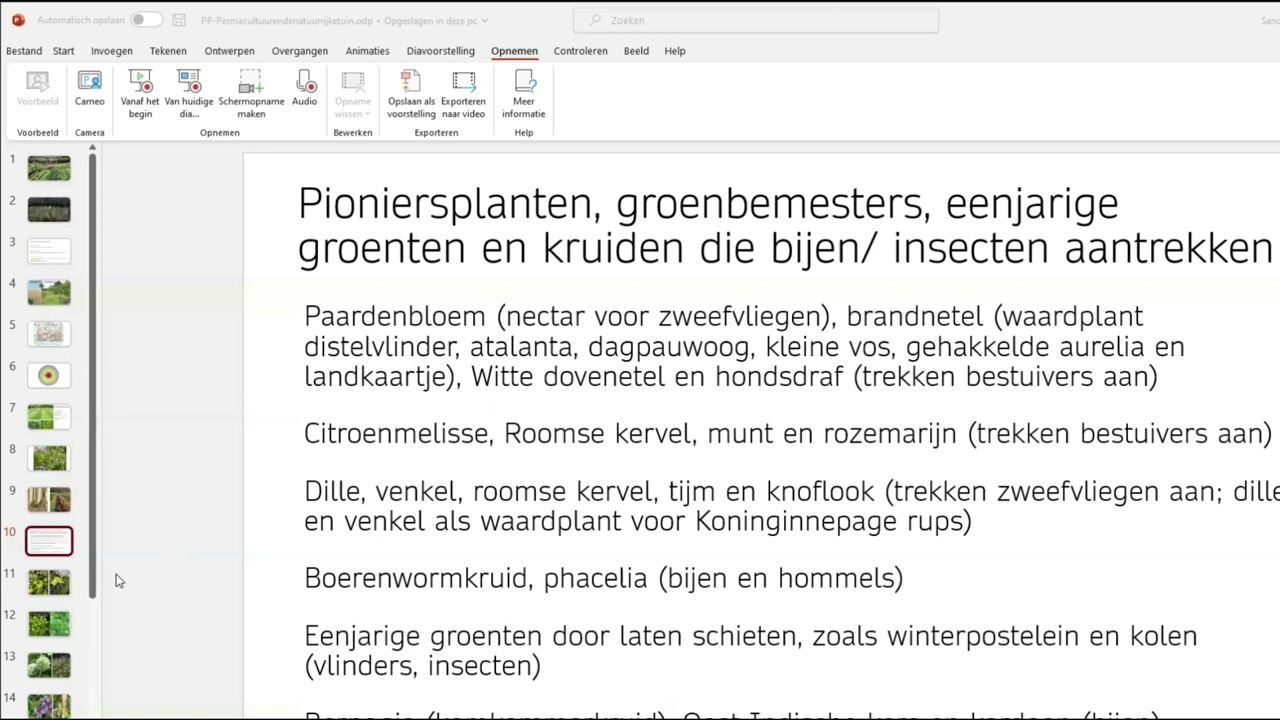 Automatisch opslaan
PP-Permacultuurendenatuurrijketuin.odp • Opgeslagen in deze pc
Zoeken
Bestand Start Invoegen Tekenen Ontwerpen Overgangen Animaties Diavoorstelling Opnemen Controleren Beeld Help
Voorbeeld
Cameo
Vanaf het begin
Van huidige dia...
Schermopname maken
Audio
Opname wissen
Opslaan als voorstelling
Exporteren naar video
Meer informatie
Voorbeeld Camera Opnemen Bewerken Exporteren Help
1
2
3
4
5
6
7
8
9
10
11
12
13
14
Pioniersplanten, groenbemesters, eenjarige
groenten en kruiden die bijen/ insecten aantrekken
Paardenbloem (nectar voor zweefvliegen), brandnetel (waardplant
distelvlinder, atalanta, dagpauwoog, kleine vos, gehakkelde aurelia en
landkaartje), Witte dovenetel en hondsdraf (trekken bestuivers aan)
Citroenmelisse, Roomse kervel, munt en rozemarijn (trekken bestuivers aan)
Dille, venkel, roomse kervel, tijm en knoflook (trekken zweefvliegen aan; dille
en venkel als waardplant voor Koninginnepage rups)
Boerenwormkruid, phacelia (bijen en hommels)
Eenjarige groenten door laten schieten, zoals winterpostelein en kolen
(vlinders, insecten)